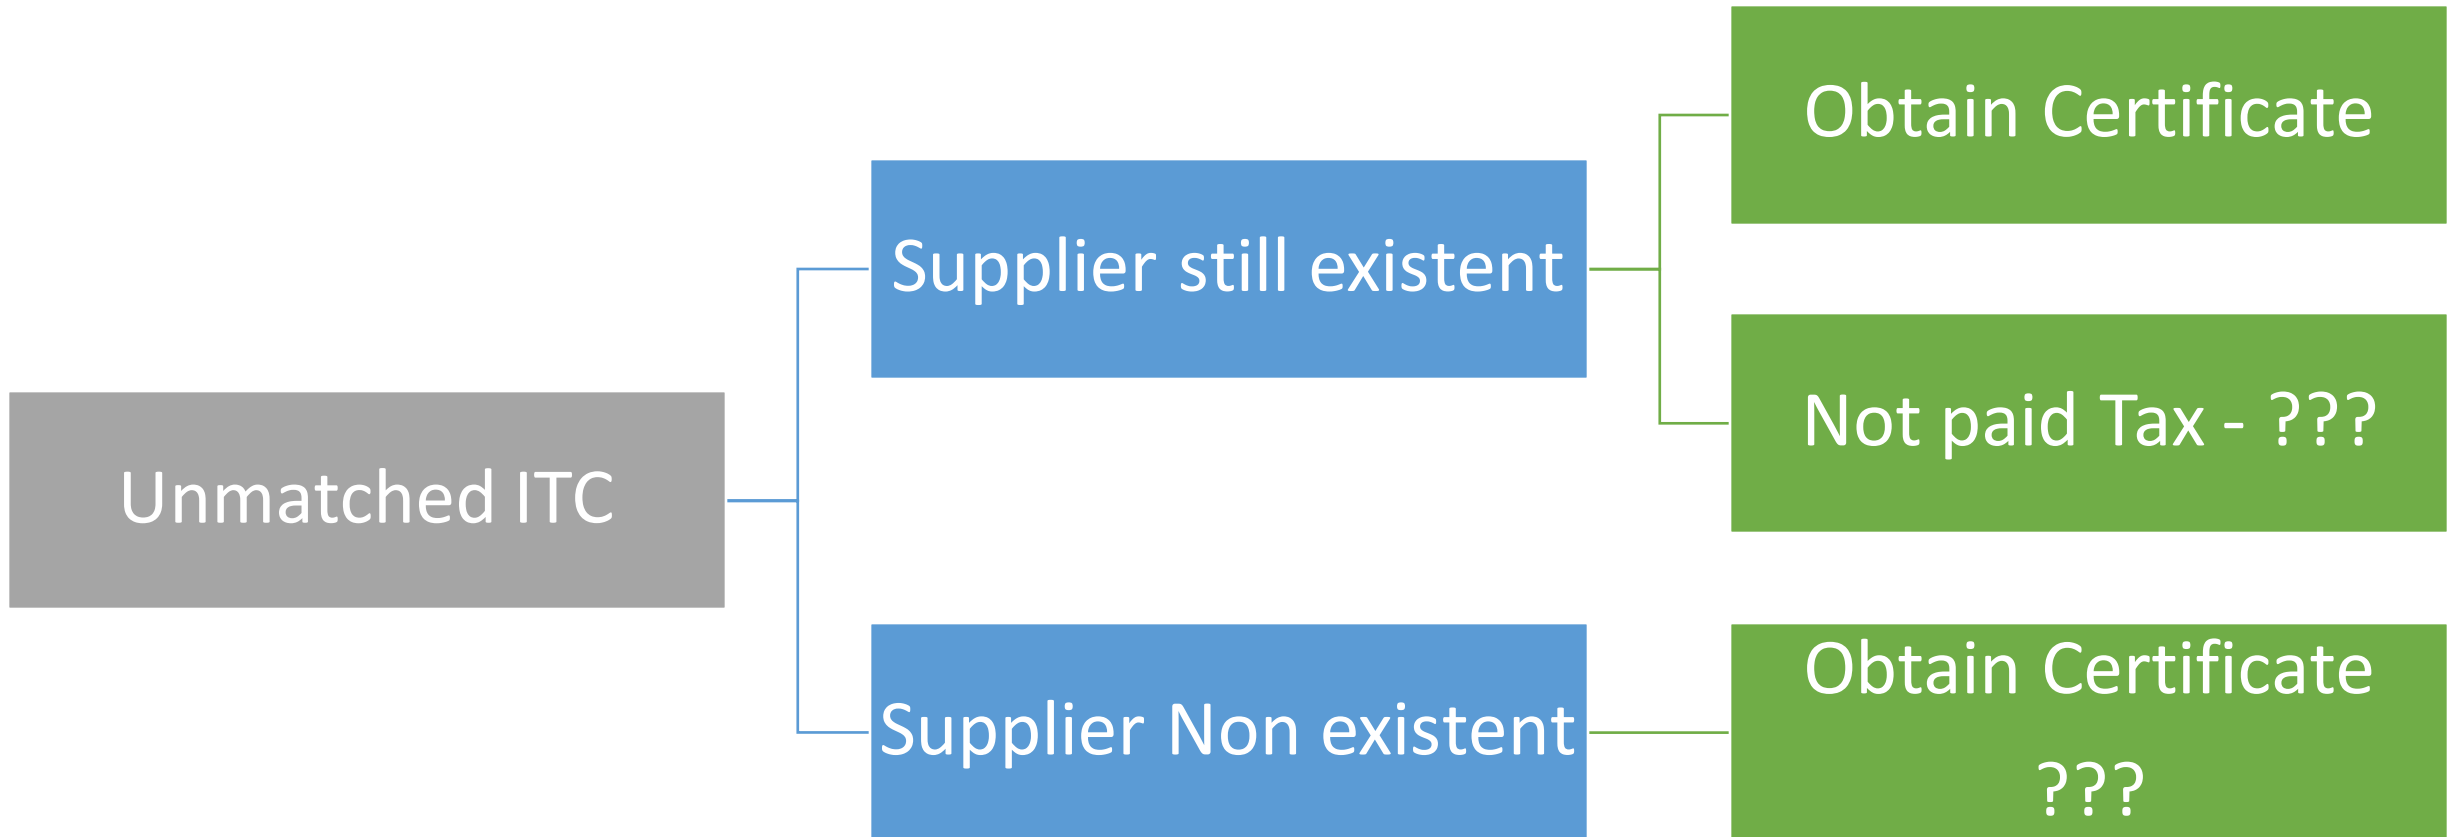 Unmatched ITC
Supplier still existent
Obtain Certificate
Not paid Tax - ???
Supplier Non existent
Obtain Certificate
???